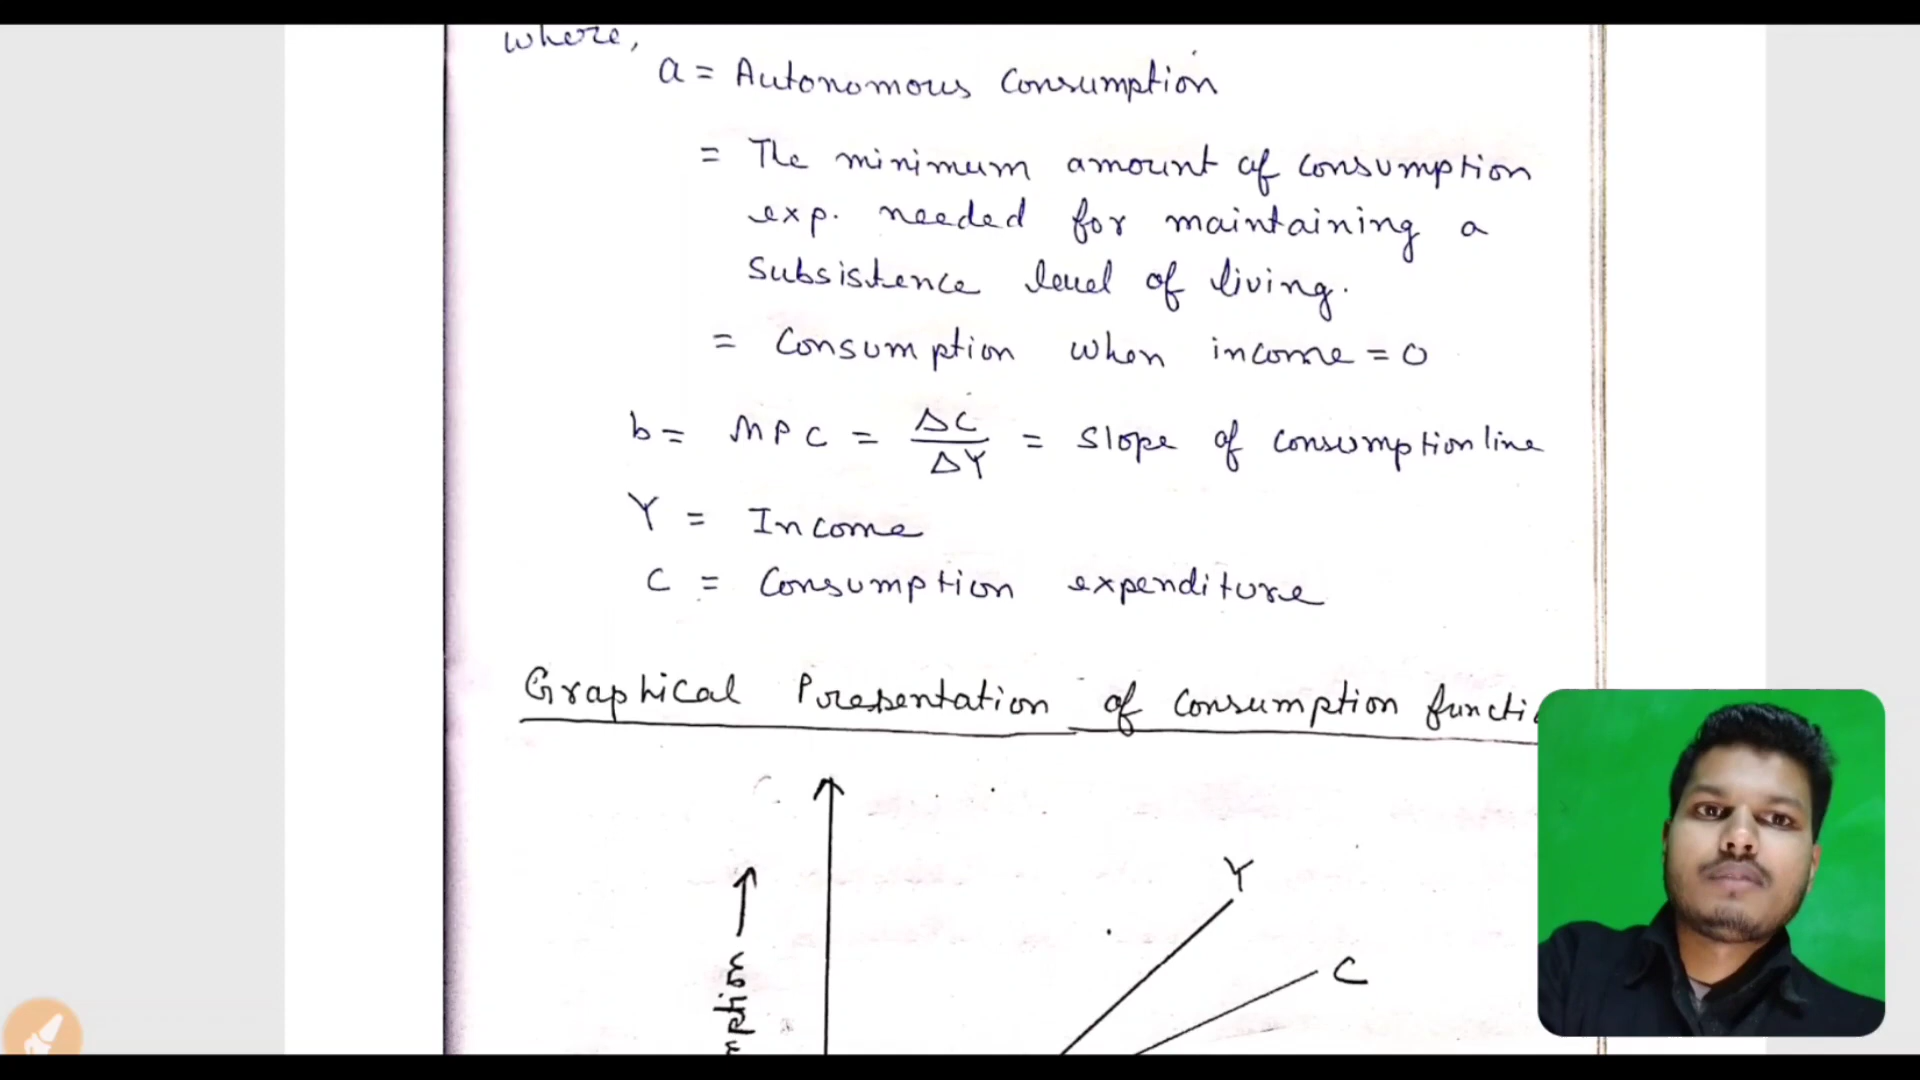 where,
a = Autonomous Consumption
= The minimum amount of consumption
exp. needed for maintaining a
subsistence level of living.
= Consumption when income = 0
b = MPC = ΔC/ΔY = slope of consumption line
Y = Income
C = Consumption expenditure
Graphical Presentation of consumption
Y
C